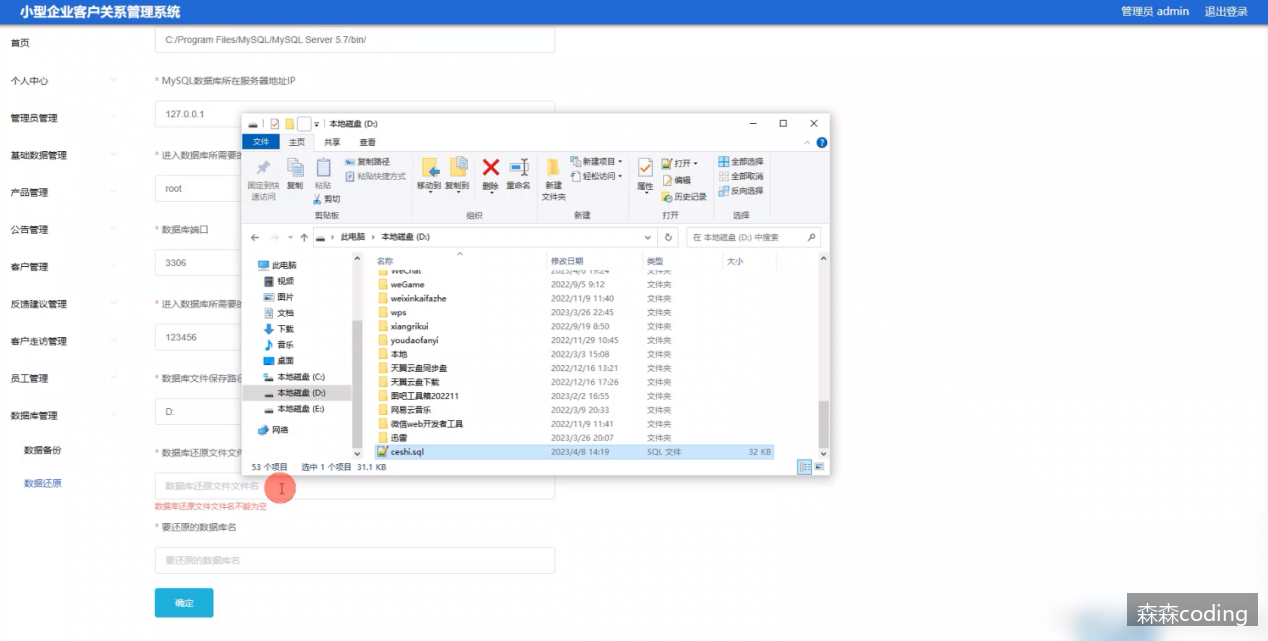 小型企业客户关系管理系统
管理员 admin
退出登录
首页
个人中心
管理员管理
基础数据管理
产品管理
公告管理
客户管理
反馈建议管理
客户走访管理
员工管理
数据库管理
数据备份
数据还原
C:/Program Files/MySQL/MySQL Server 5.7/bin/
* MySQL数据库所在服务器地址IP
127.0.0.1
* 进入数据库所需要的
root
* 数据库端口
3306
* 进入数据库所需要的
123456
* 数据库文件保存路径
D:
* 数据库还原文件文件
数据库还原文件文件名
数据库还原文件文件名不能为空
* 要还原的数据库名
要还原的数据库名
确定
本地磁盘 (D:)
文件 主页 共享 查看
固定到快速访问
复制
粘贴
复制路径
粘贴快捷方式
剪切
剪贴板
移动到
复制到
删除
重命名
组织
新建文件夹
新建项目
轻松访问
新建
属性
打开
编辑
历史记录
打开
全部选择
全部取消
反向选择
选择
此电脑 › 本地磁盘 (D:)
在 本地磁盘 (D:) 中搜索
此电脑
视频
图片
文档
下载
音乐
桌面
本地磁盘 (C:)
本地磁盘 (D:)
本地磁盘 (E:)
网络
名称 修改日期 类型 大小
WeChat 2023/4/6 19:24 文件夹
weGame 2022/9/5 9:12 文件夹
weixinkaifazhe 2022/11/9 11:40 文件夹
wps 2023/3/26 22:45 文件夹
xiangrikui 2022/9/19 8:50 文件夹
youdaofanyi 2022/11/29 10:45 文件夹
本地 2022/3/3 15:08 文件夹
天翼云盘同步盘 2022/12/16 13:21 文件夹
天翼云盘下载 2022/12/16 17:26 文件夹
图吧工具箱202211 2023/2/2 16:55 文件夹
网易云音乐 2022/3/9 20:33 文件夹
微信web开发者工具 2022/11/9 11:41 文件夹
迅雷 2023/3/26 20:07 文件夹
ceshi.sql 2023/4/8 14:19 SQL 文件 32 KB
53 个项目 选中 1 个项目 31.1 KB
森森coding